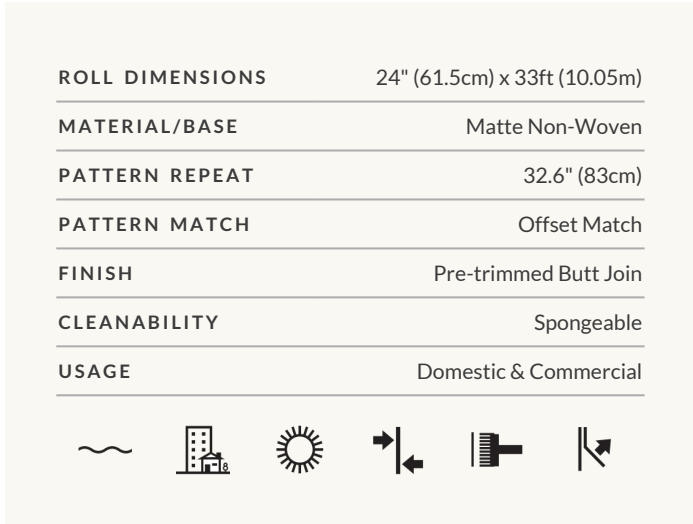 ROLL DIMENSIONS 24" (61.5cm) x 33ft (10.05m)
MATERIAL/BASE Matte Non-Woven
PATTERN REPEAT 32.6" (83cm)
PATTERN MATCH Offset Match
FINISH Pre-trimmed Butt Join
CLEANABILITY Spongeable
USAGE Domestic & Commercial